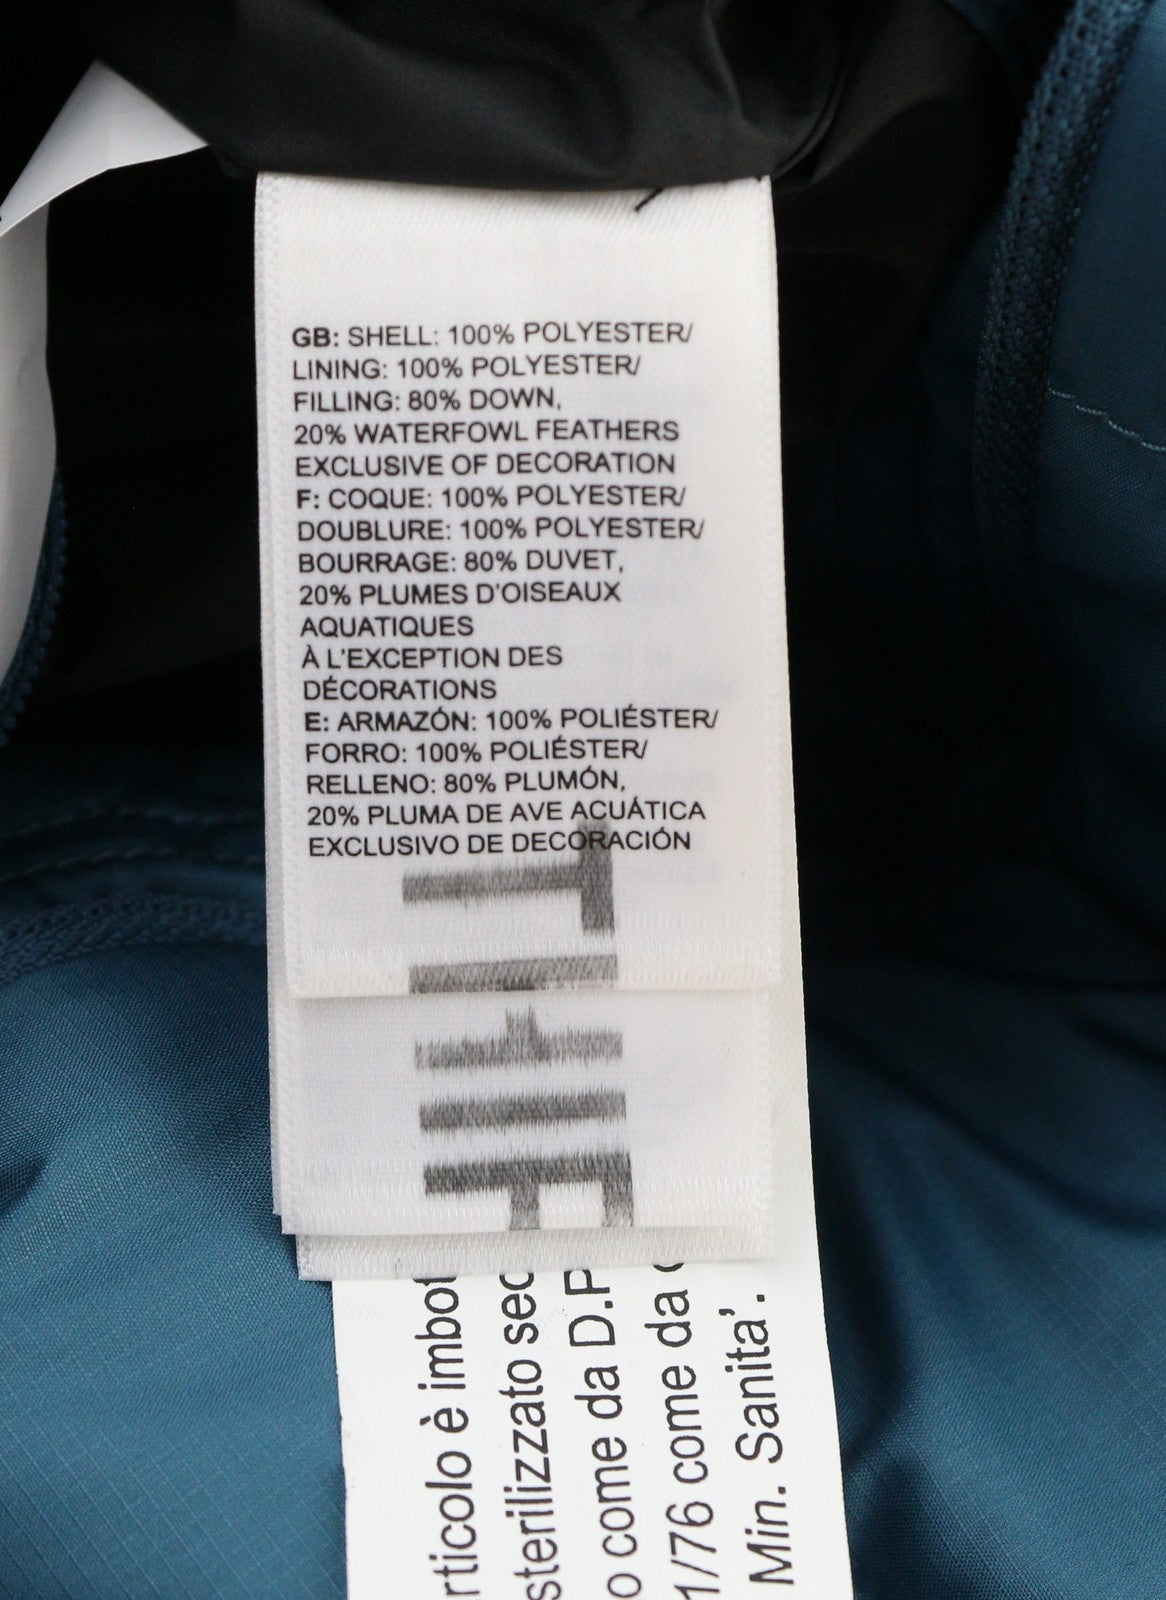 GB: SHELL: 100% POLYESTER/
LINING: 100% POLYESTER/
FILLING: 80% DOWN,
20% WATERFOWL FEATHERS
EXCLUSIVE OF DECORATION
F: COQUE: 100% POLYESTER/
DOUBLURE: 100% POLYESTER/
BOURRAGE: 80% DUVET,
20% PLUMES D'OISEAUX
AQUATIQUES
À L'EXCEPTION DES
DÉCORATIONS
E: ARMAZÓN: 100% POLIÉSTER/
FORRO: 100% POLIÉSTER/
RELLENO: 80% PLUMÓN,
20% PLUMA DE AVE ACUÁTICA
EXCLUSIVO DE DECORACIÓN
rticolo è imbot
sterilizzato sec
o come da D.P
1/76 come da
Min. Sanita'.